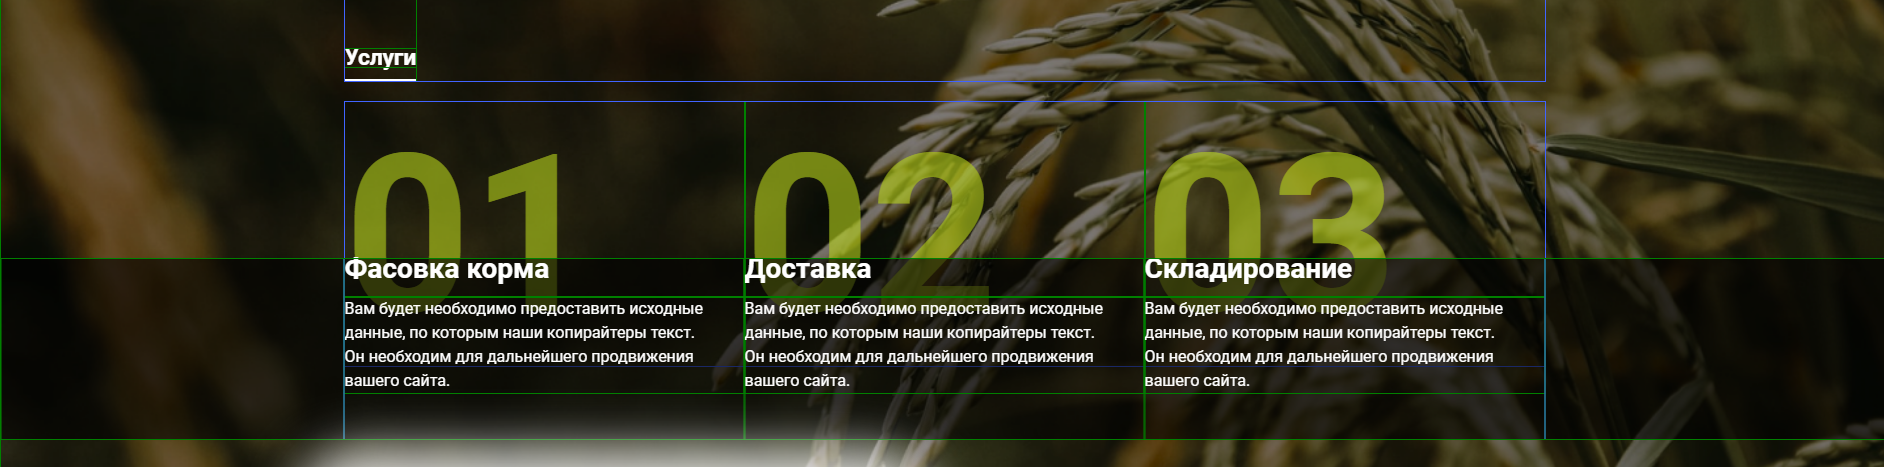 Услуги
01
02
03
Фасовка корма
Вам будет необходимо предоставить исходные
данные, по которым наши копирайтеры текст.
Он необходим для дальнейшего продвижения
вашего сайта.
Доставка
Вам будет необходимо предоставить исходные
данные, по которым наши копирайтеры текст.
Он необходим для дальнейшего продвижения
вашего сайта.
Складирование
Вам будет необходимо предоставить исходные
данные, по которым наши копирайтеры текст.
Он необходим для дальнейшего продвижения
вашего сайта.